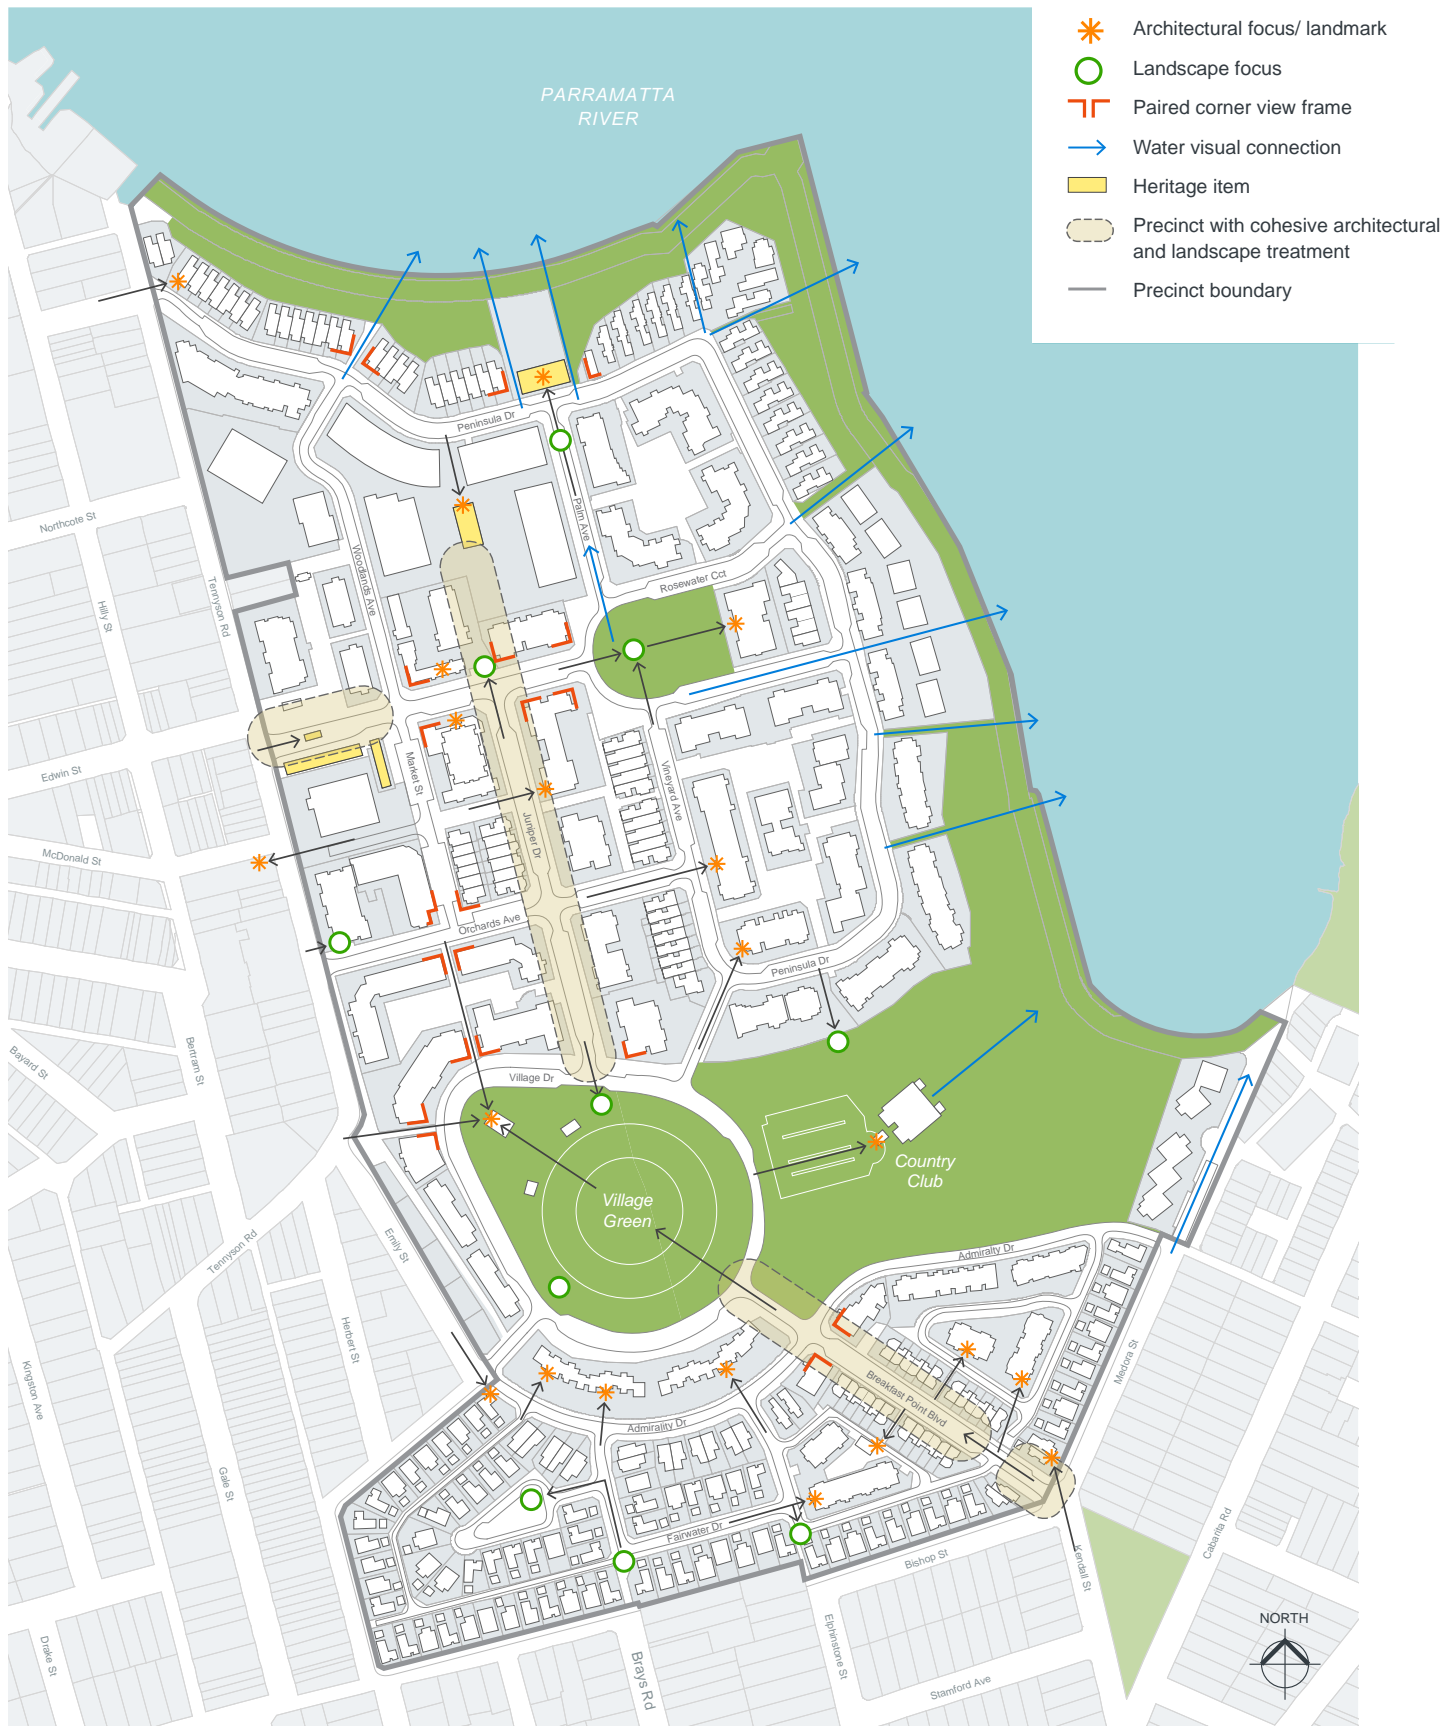 Architectural focus/ landmark
Landscape focus
Paired corner view frame
Water visual connection
Heritage item
Precinct with cohesive architectural
and landscape treatment
Precinct boundary
PARRAMATTA
RIVER
Peninsula Dr
Northcote St
Palm Ave
Woodlands Ave
Rosewater Cct
Hilly St
Tennyson Rd
Edwin St
Market St
Vineyard Ave
Juniper Dr
McDonald St
Orchards Ave
Peninsula Dr
Bayard St
Bertram St
Village Dr
Country
Club
Village
Green
Emily St
Tennyson Rd
Admiralty Dr
Herbert St
Kingston Ave
Medora St
Breakfast Point Blvd
Admirality Dr
Gale St
Fairwater Dr
Cabarita Rd
Bishop St
Kendall St
NORTH
Drake St
Elphinstone St
Brays Rd
Stamford Ave